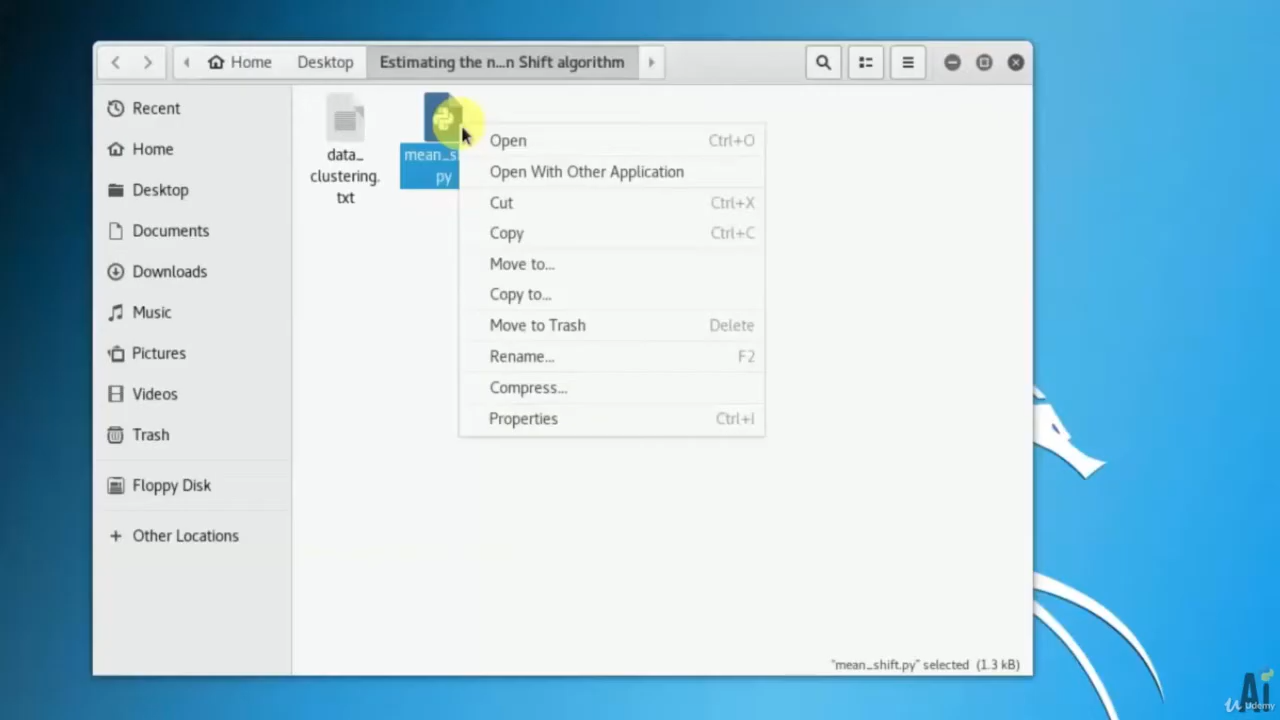 Home
Desktop
Estimating the n...n Shift algorithm
Recent
Home
Desktop
Documents
Downloads
Music
Pictures
Videos
Trash
Floppy Disk
+ Other Locations
data_
clustering.
txt
mean_s
py
Open Ctrl+O
Open With Other Application
Cut Ctrl+X
Copy Ctrl+C
Move to...
Copy to...
Move to Trash Delete
Rename... F2
Compress...
Properties Ctrl+I
"mean_shift.py" selected (1.3 kB)
Ai
Udemy